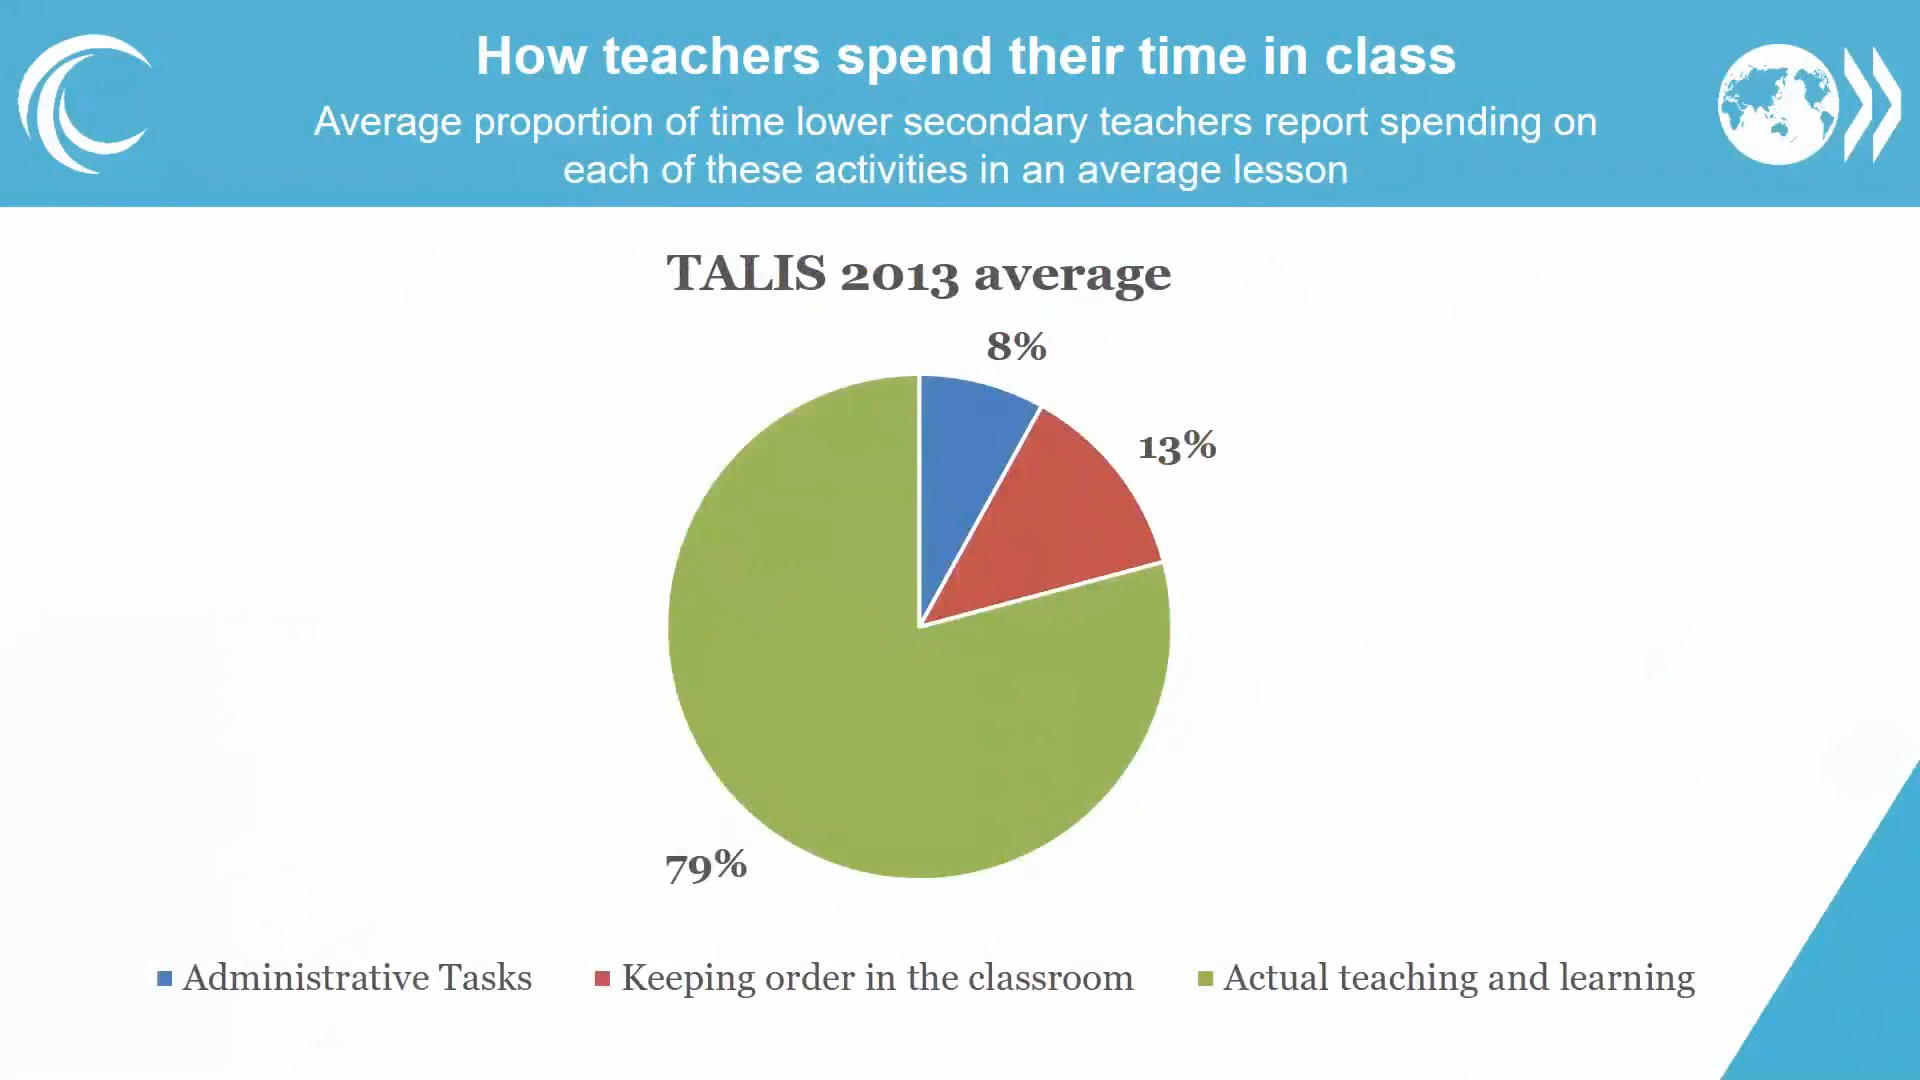 How teachers spend their time in class
Average proportion of time lower secondary teachers report spending on
each of these activities in an average lesson
TALIS 2013 average
8%
13%
79%
Administrative Tasks
Keeping order in the classroom
Actual teaching and learning